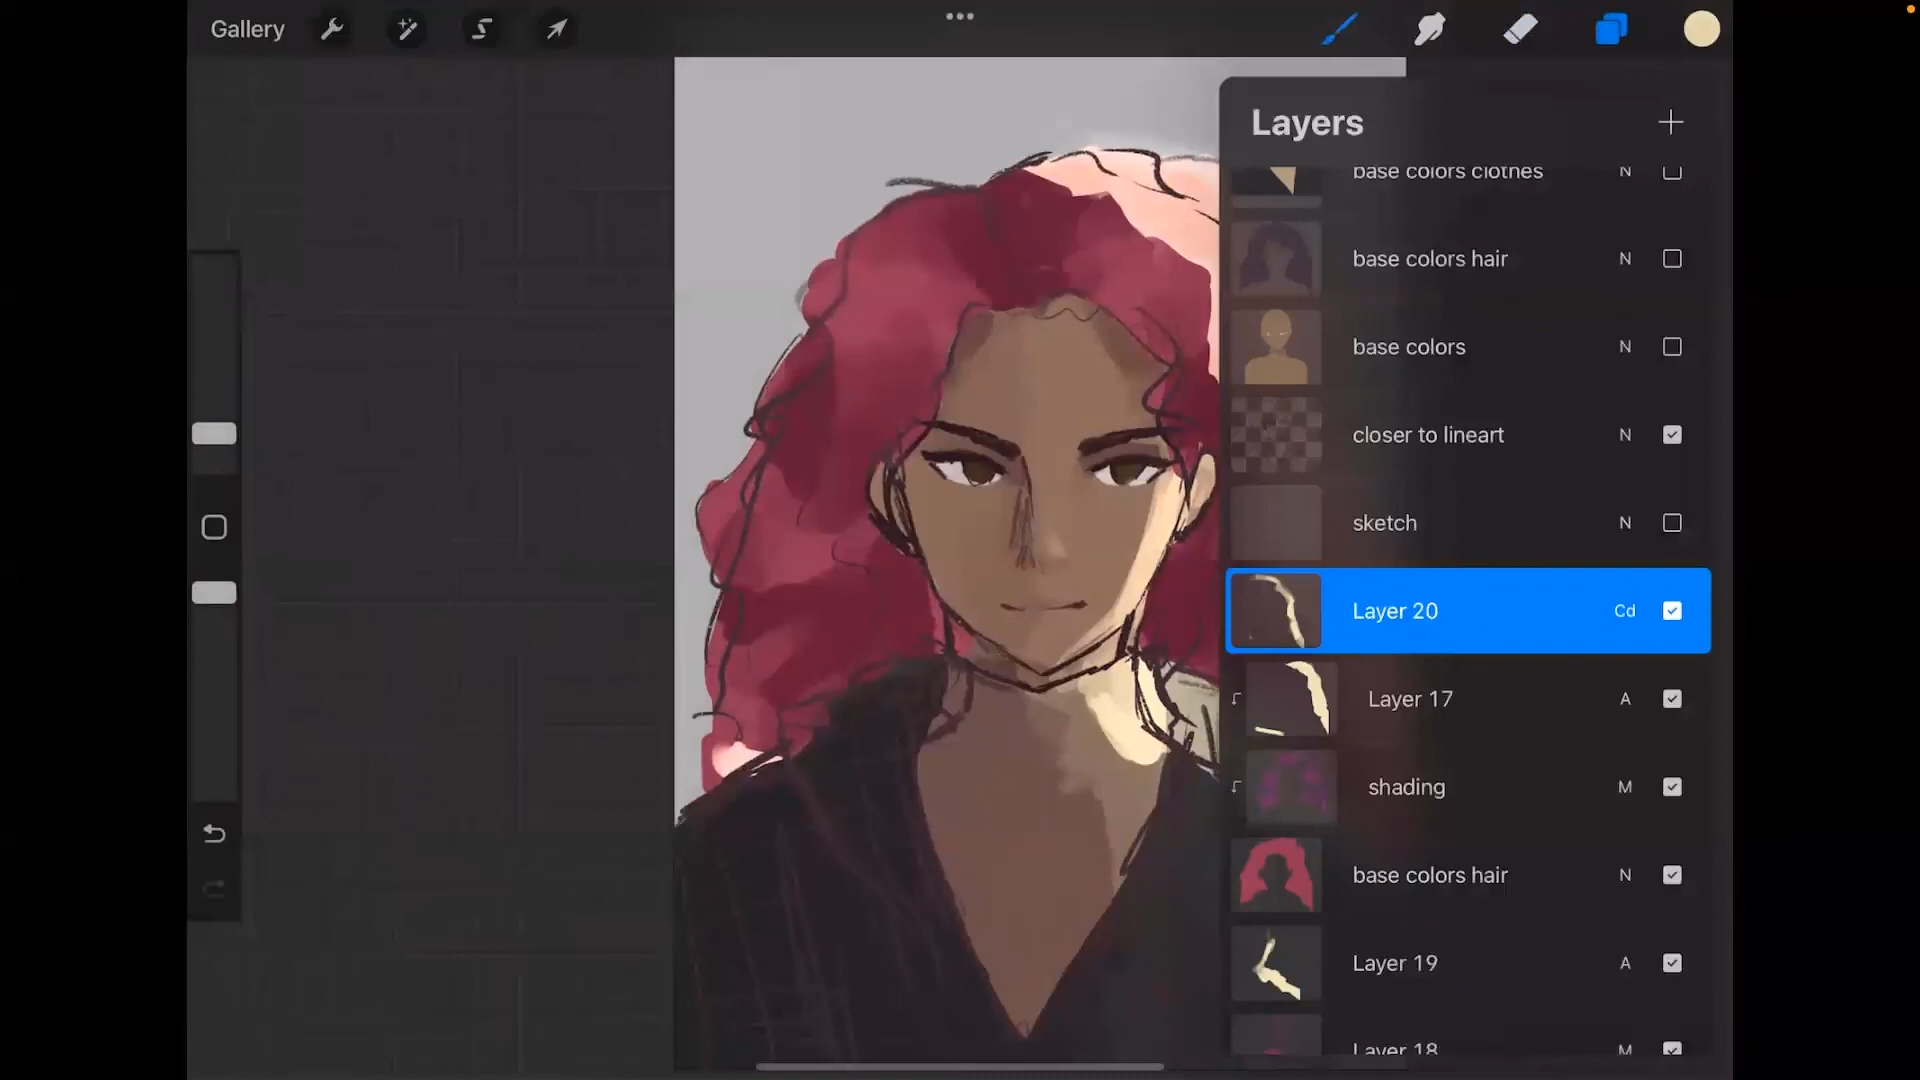 Gallery
Layers
base colors clothes N
base colors hair N
base colors N
closer to lineart N
sketch N
Layer 20 Cd
Layer 17 A
shading M
base colors hair N
Layer 19 A
Layer 18 M